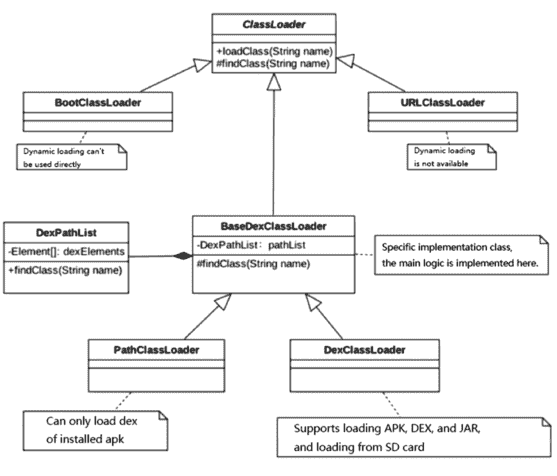 ClassLoader
+loadClass(String name)
#findClass(String name)
BootClassLoader
URLClassLoader
Dynamic loading can't
be used directly
Dynamic loading
is not available
DexPathList
-Element[]: dexElements
+findClass(String name)
BaseDexClassLoader
-DexPathList: pathList
#findClass(String name)
Specific implementation class,
the main logic is implemented here.
PathClassLoader
DexClassLoader
Can only load dex
of installed apk
Supports loading APK, DEX, and JAR,
and loading from SD card